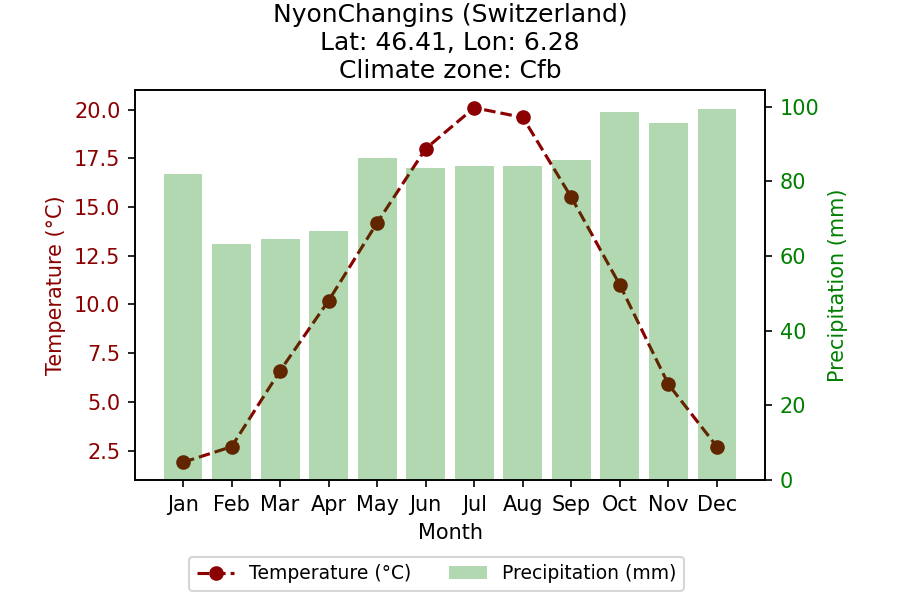 NyonChangins (Switzerland)
Lat: 46.41, Lon: 6.28
Climate zone: Cfb
20.0
17.5
15.0
12.5
10.0
7.5
5.0
2.5
Temperature (°C)
100
80
60
40
20
0
Precipitation (mm)
Jan Feb Mar Apr May Jun Jul Aug Sep Oct Nov Dec
Month
Temperature (°C) Precipitation (mm)